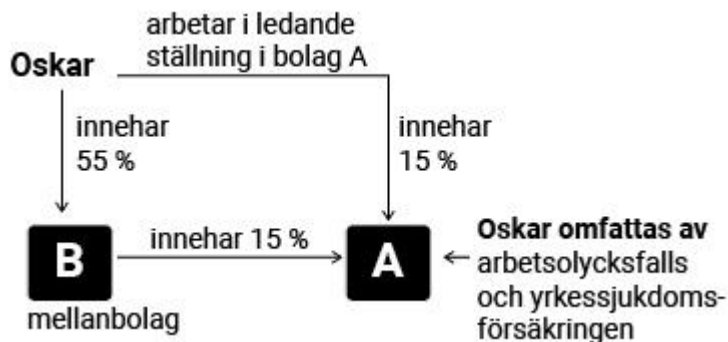 arbetar i ledande
ställning i bolag A
Oskar
innehar
55 %
innehar
15 %
B
innehar 15 %
A
mellanbolag
Oskar omfattas av
arbetsolycksfalls
och yrkessjukdoms-
försäkringen